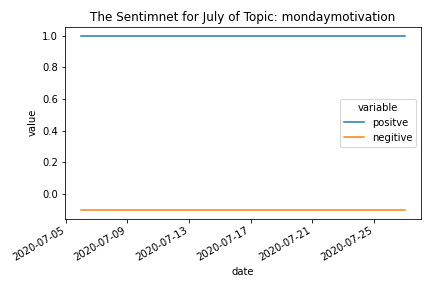 The Sentimnet for July of Topic: mondaymotivation
1.0
0.8
0.6
0.4
0.2
0.0
value
variable
positve
negitive
2020-07-05
2020-07-09
2020-07-13
2020-07-17
2020-07-21
2020-07-25
date